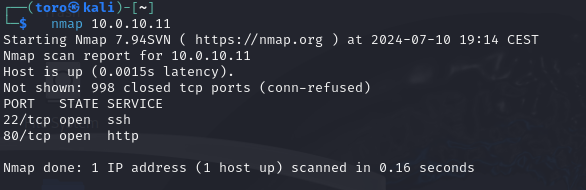 ┌──(toro㉿kali)-[~]
└─$ nmap 10.0.10.11
Starting Nmap 7.94SVN ( https://nmap.org ) at 2024-07-10 19:14 CEST
Nmap scan report for 10.0.10.11
Host is up (0.0015s latency).
Not shown: 998 closed tcp ports (conn-refused)
PORT   STATE SERVICE
22/tcp open  ssh
80/tcp open  http
Nmap done: 1 IP address (1 host up) scanned in 0.16 seconds